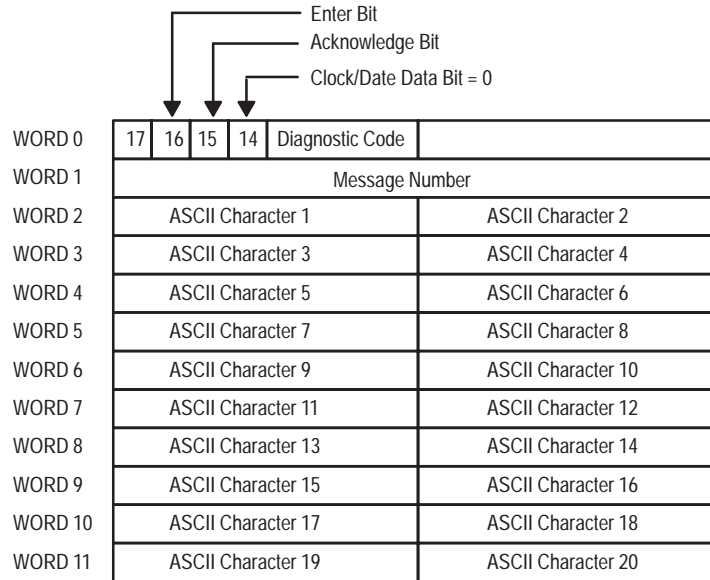 Enter Bit
Acknowledge Bit
Clock/Date Data Bit = 0
WORD 0 17 16 15 14 Diagnostic Code
WORD 1 Message Number
WORD 2 ASCII Character 1 ASCII Character 2
WORD 3 ASCII Character 3 ASCII Character 4
WORD 4 ASCII Character 5 ASCII Character 6
WORD 5 ASCII Character 7 ASCII Character 8
WORD 6 ASCII Character 9 ASCII Character 10
WORD 7 ASCII Character 11 ASCII Character 12
WORD 8 ASCII Character 13 ASCII Character 14
WORD 9 ASCII Character 15 ASCII Character 16
WORD 10 ASCII Character 17 ASCII Character 18
WORD 11 ASCII Character 19 ASCII Character 20